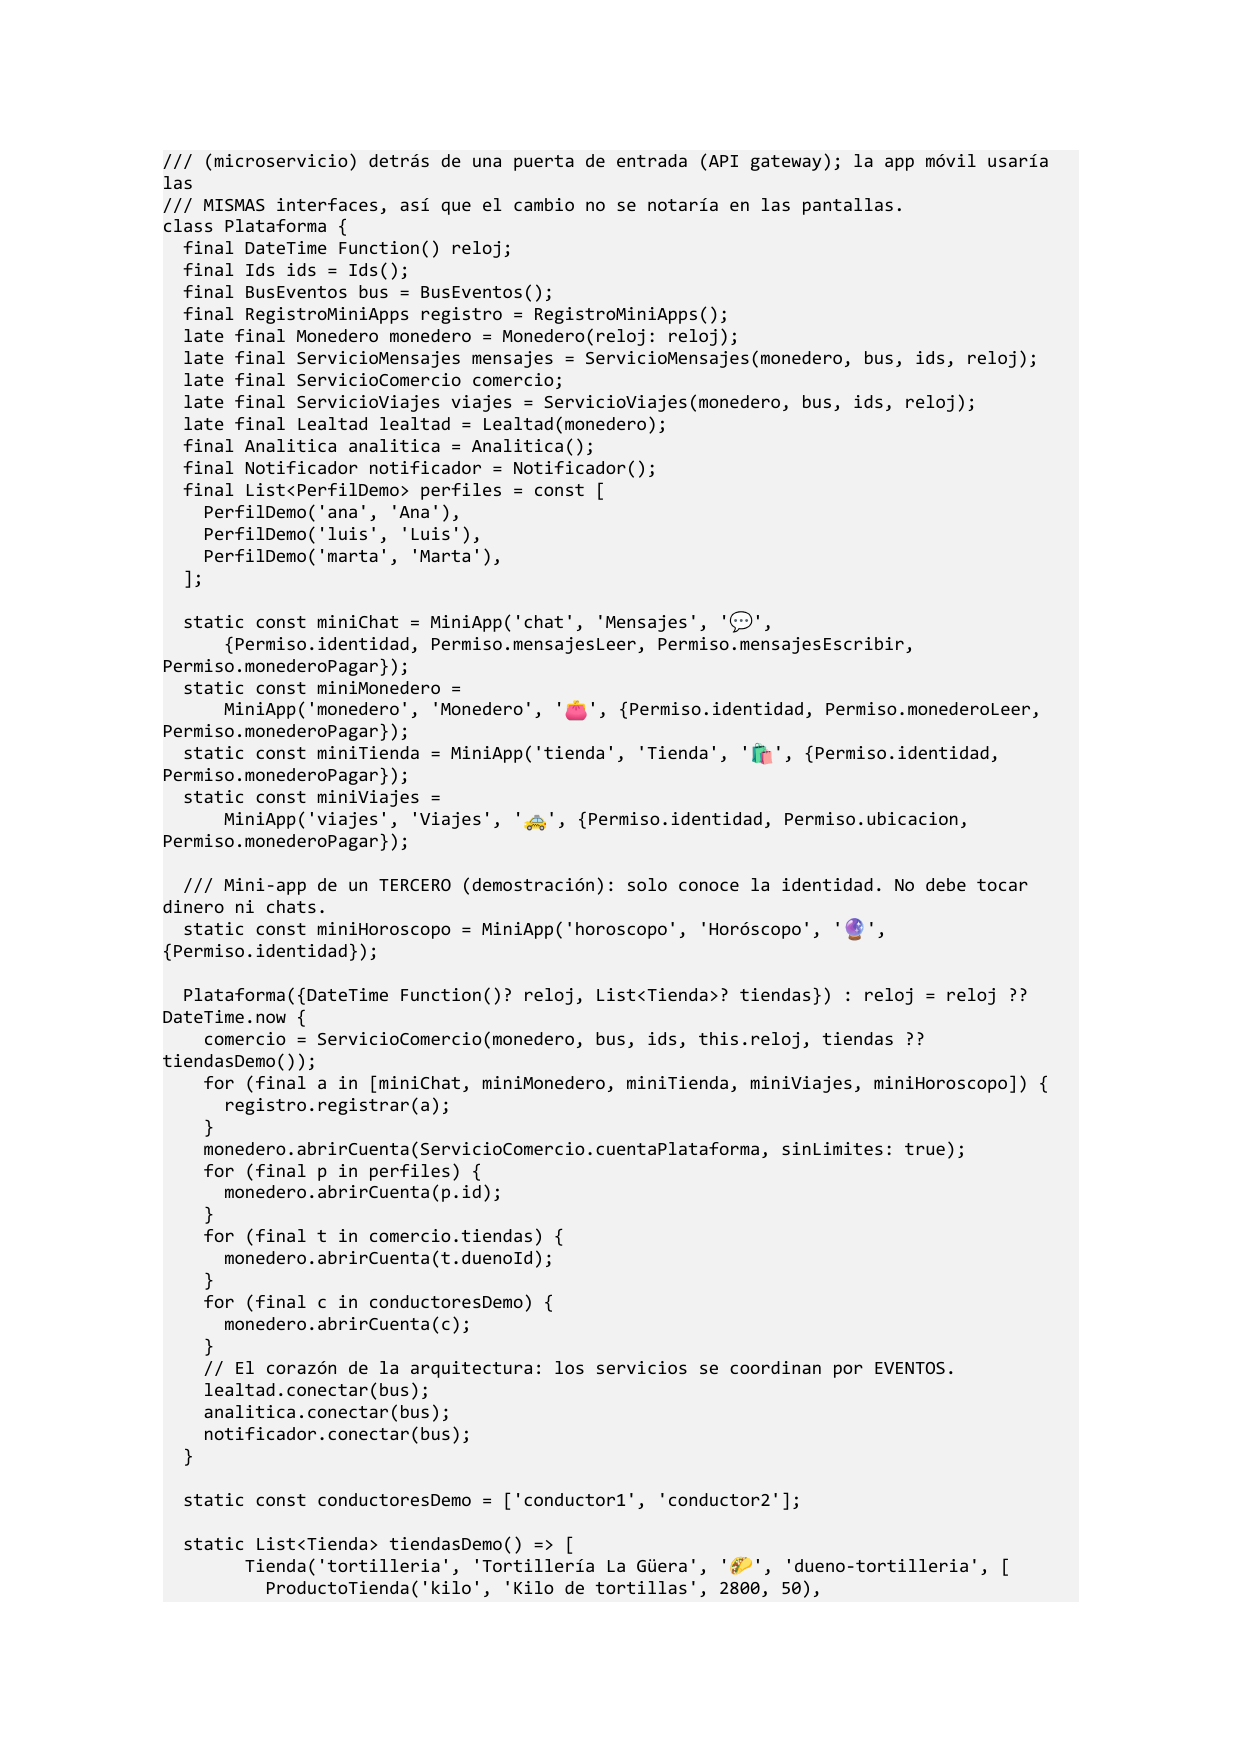 /// (microservicio) detrás de una puerta de entrada (API gateway); la app móvil usaría
las
/// MISMAS interfaces, así que el cambio no se notaría en las pantallas.
class Plataforma {
  final DateTime Function() reloj;
  final Ids ids = Ids();
  final BusEventos bus = BusEventos();
  final RegistroMiniApps registro = RegistroMiniApps();
  late final Monedero monedero = Monedero(reloj: reloj);
  late final ServicioMensajes mensajes = ServicioMensajes(monedero, bus, ids, reloj);
  late final ServicioComercio comercio;
  late final ServicioViajes viajes = ServicioViajes(monedero, bus, ids, reloj);
  late final Lealtad lealtad = Lealtad(monedero);
  final Analitica analitica = Analitica();
  final Notificador notificador = Notificador();
  final List<PerfilDemo> perfiles = const [
    PerfilDemo('ana', 'Ana'),
    PerfilDemo('luis', 'Luis'),
    PerfilDemo('marta', 'Marta'),
  ];

  static const miniChat = MiniApp('chat', 'Mensajes', '💬',
      {Permiso.identidad, Permiso.mensajesLeer, Permiso.mensajesEscribir,
Permiso.monederoPagar});
  static const miniMonedero =
      MiniApp('monedero', 'Monedero', '👛', {Permiso.identidad, Permiso.monederoLeer,
Permiso.monederoPagar});
  static const miniTienda = MiniApp('tienda', 'Tienda', '🛍️', {Permiso.identidad,
Permiso.monederoPagar});
  static const miniViajes =
      MiniApp('viajes', 'Viajes', '🚕', {Permiso.identidad, Permiso.ubicacion,
Permiso.monederoPagar});

  /// Mini-app de un TERCERO (demostración): solo conoce la identidad. No debe tocar
dinero ni chats.
  static const miniHoroscopo = MiniApp('horoscopo', 'Horóscopo', '🔮',
{Permiso.identidad});

  Plataforma({DateTime Function()? reloj, List<Tienda>? tiendas}) : reloj = reloj ??
DateTime.now {
    comercio = ServicioComercio(monedero, bus, ids, this.reloj, tiendas ??
tiendasDemo());
    for (final a in [miniChat, miniMonedero, miniTienda, miniViajes, miniHoroscopo]) {
      registro.registrar(a);
    }
    monedero.abrirCuenta(ServicioComercio.cuentaPlataforma, sinLimites: true);
    for (final p in perfiles) {
      monedero.abrirCuenta(p.id);
    }
    for (final t in comercio.tiendas) {
      monedero.abrirCuenta(t.duenoId);
    }
    for (final c in conductoresDemo) {
      monedero.abrirCuenta(c);
    }
    // El corazón de la arquitectura: los servicios se coordinan por EVENTOS.
    lealtad.conectar(bus);
    analitica.conectar(bus);
    notificador.conectar(bus);
  }

  static const conductoresDemo = ['conductor1', 'conductor2'];

  static List<Tienda> tiendasDemo() => [
        Tienda('tortilleria', 'Tortillería La Güera', '🌮', 'dueno-tortilleria', [
          ProductoTienda('kilo', 'Kilo de tortillas', 2800, 50),